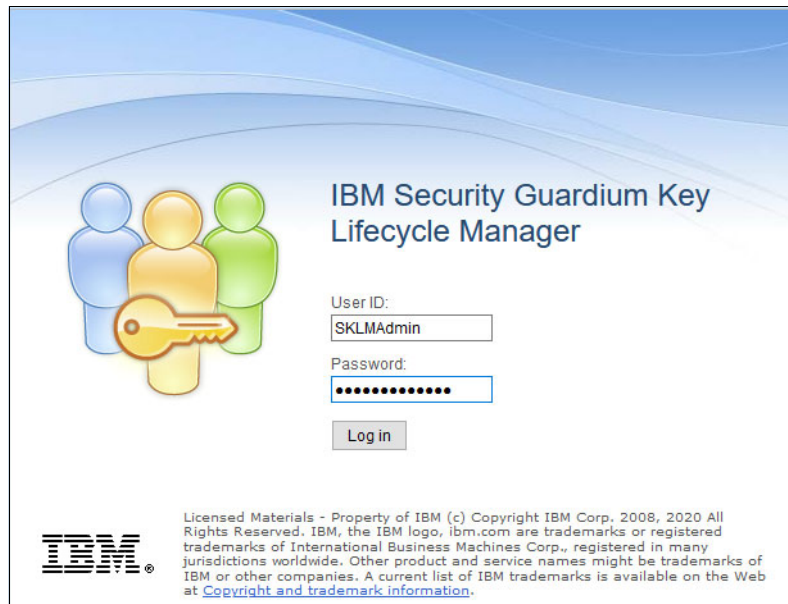 IBM Security Guardium Key
Lifecycle Manager
User ID:
SKLMAdmin
Password:
●●●●●●●●●●●●●
Log in
Licensed Materials - Property of IBM (c) Copyright IBM Corp. 2008, 2020 All
Rights Reserved. IBM, the IBM logo, ibm.com are trademarks or registered
trademarks of International Business Machines Corp., registered in many
jurisdictions worldwide. Other product and service names might be trademarks of
IBM or other companies. A current list of IBM trademarks is available on the Web
at Copyright and trademark information.
IBM®